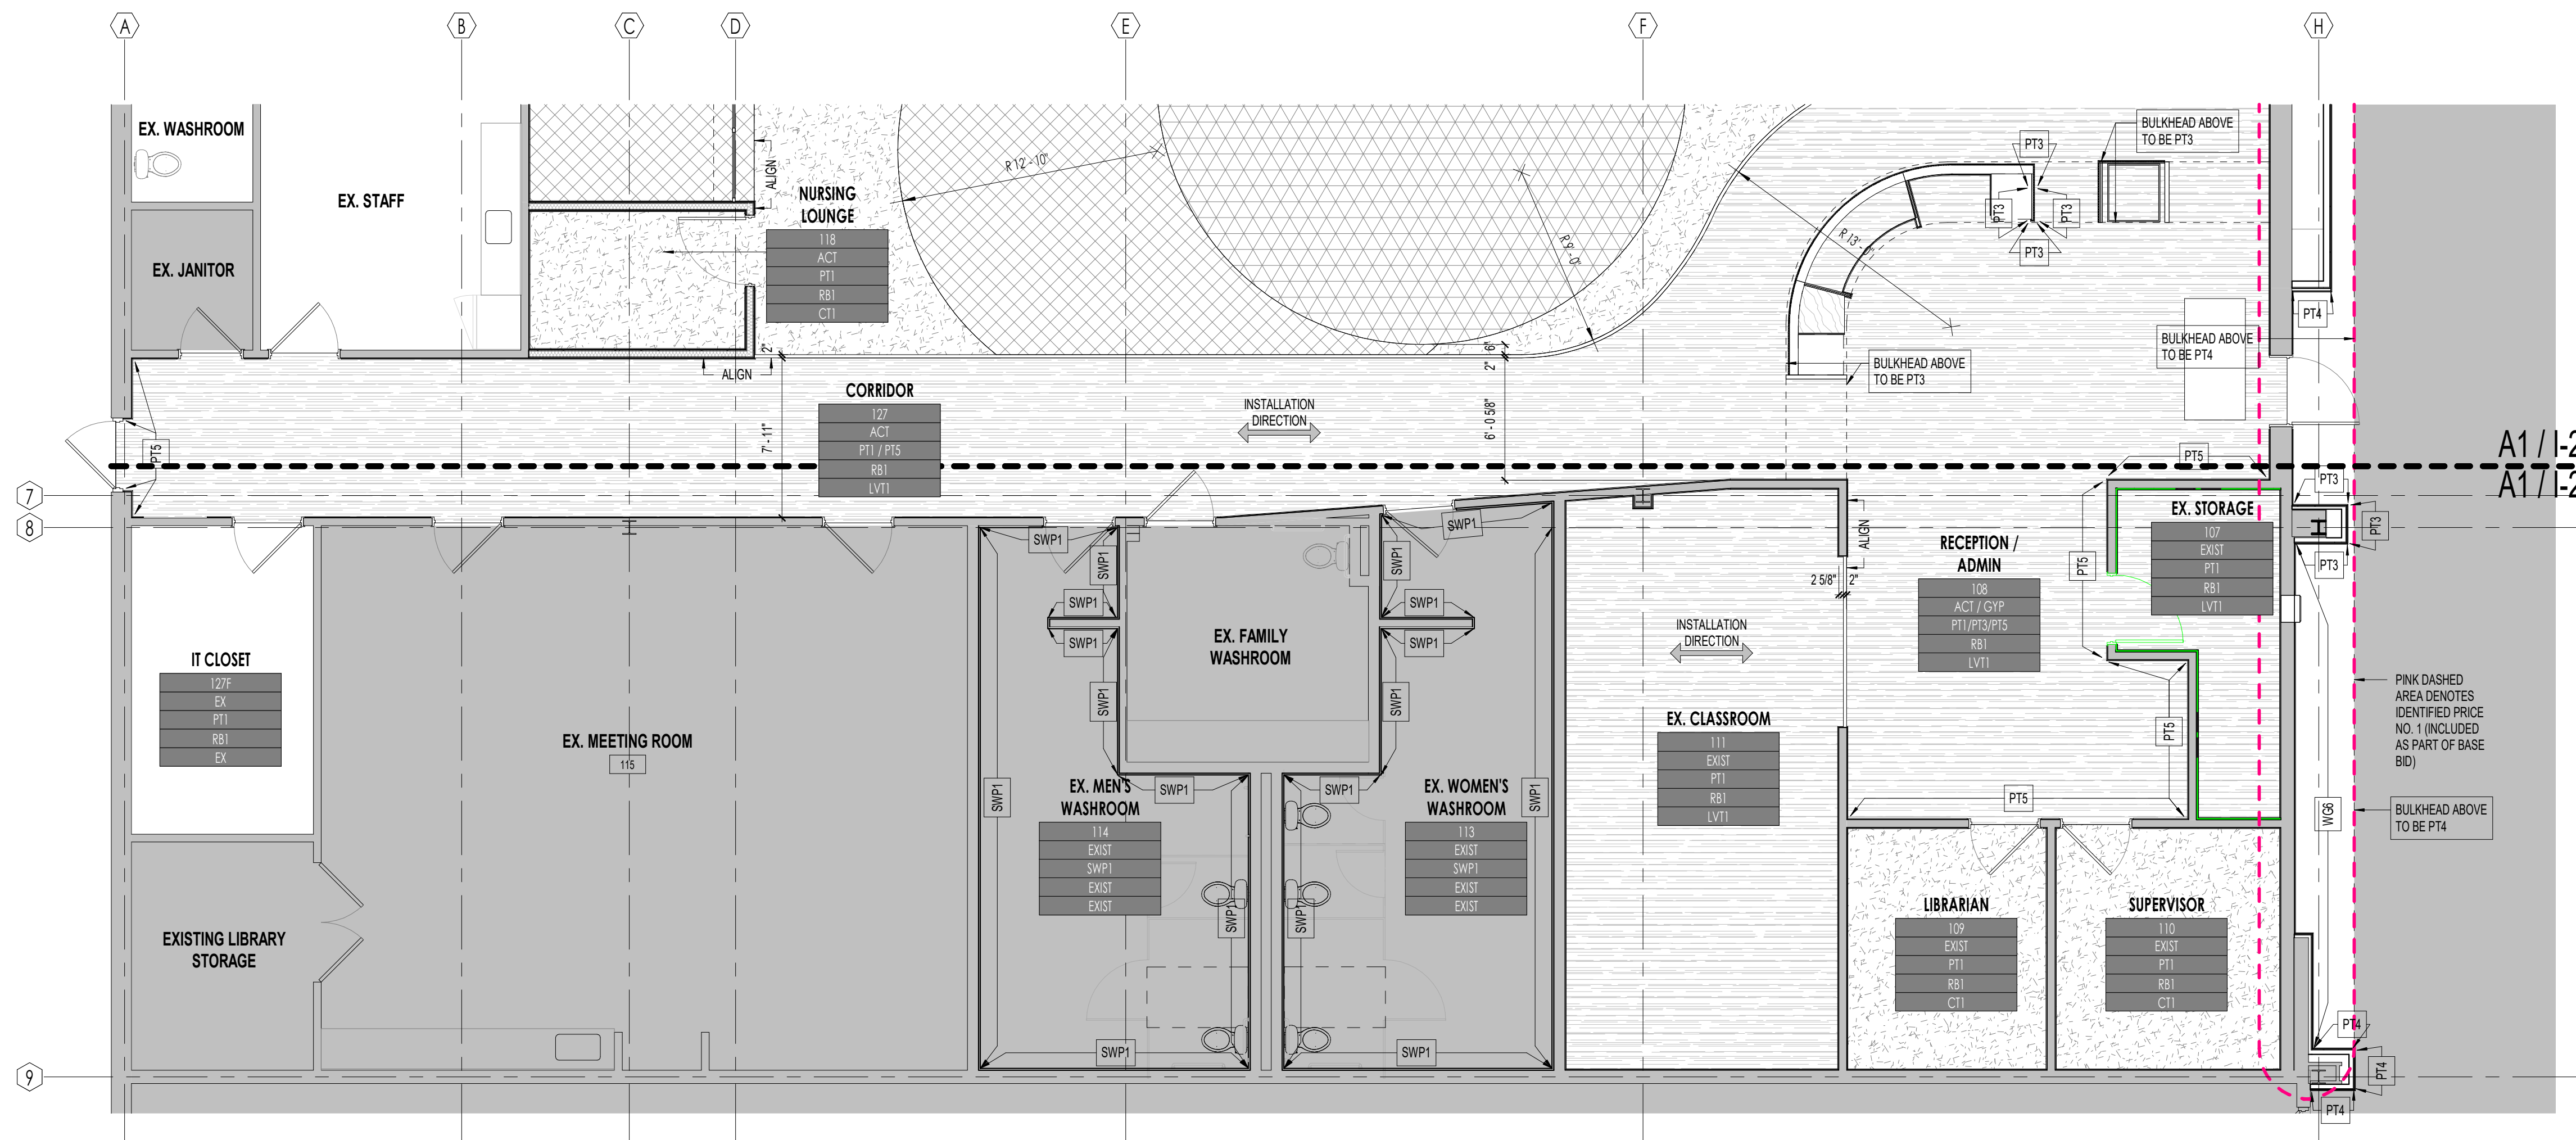 A
B
C
D
E
F
H
EX. WASHROOM
EX. STAFF
EX. JANITOR
ALIGN
NURSING
LOUNGE
118
ACT
PT1
RB1
CT1
R 12' - 10"
R 9' - 0"
R 13' - 0"
PT3
PT3
PT3
PT3
BULKHEAD ABOVE
TO BE PT3
PT4
BULKHEAD ABOVE
TO BE PT4
BULKHEAD ABOVE
TO BE PT3
2"
ALIGN
6"
2"
6' - 0 5/8"
7' - 11"
CORRIDOR
127
ACT
PT1 / PT5
RB1
LVT1
INSTALLATION
DIRECTION
PT5
PT5
A1 / I-2
A1 / I-2
7
8
9
PT3
PT3
PT3
EX. STORAGE
107
EXIST
PT1
RB1
LVT1
PT5
RECEPTION /
ADMIN
108
ACT / GYP
PT1/PT3/PT5
RB1
LVT1
ALIGN
2 5/8"
2"
SWP1
SWP1
SWP1
SWP1
SWP1
SWP1
SWP1
SWP1
SWP1
SWP1
EX. FAMILY
WASHROOM
INSTALLATION
DIRECTION
IT CLOSET
127F
EX
PT1
RB1
EX
EX. MEETING ROOM
115
EX. CLASSROOM
111
EXIST
PT1
RB1
LVT1
PT5
PT5
PINK DASHED
AREA DENOTES
IDENTIFIED PRICE
NO. 1 (INCLUDED
AS PART OF BASE
BID)
SWP1
SWP1
SWP1
SWP1
EX. MEN'S
WASHROOM
114
EXIST
SWP1
EXIST
EXIST
EX. WOMEN'S
WASHROOM
113
EXIST
SWP1
EXIST
EXIST
WG6
BULKHEAD ABOVE
TO BE PT4
SWP1
SWP1
EXISTING LIBRARY
STORAGE
LIBRARIAN
109
EXIST
PT1
RB1
CT1
SUPERVISOR
110
EXIST
PT1
RB1
CT1
SWP1
SWP1
PT4
PT4
PT4